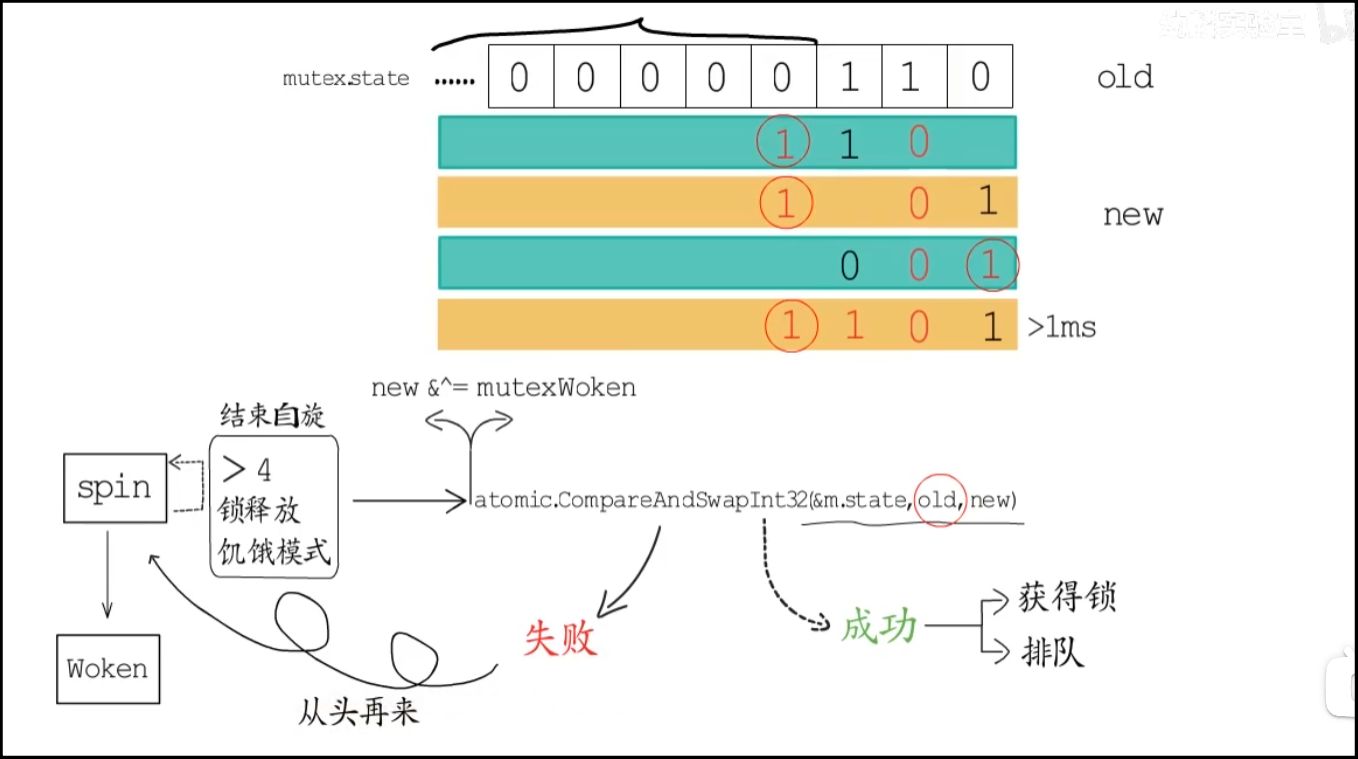 mutex.state ...... 0 0 0 0 0 1 1 0 old
1 1 0
1 0 1
new
0 0 1
1 1 0 1 >1ms
new &^= mutexWoken
结束自旋
> 4
spin
锁释放
atomic.CompareAndSwapInt32(&m.state,old,new)
饥饿模式
获得锁
成功
失败
排队
Woken
从头再来